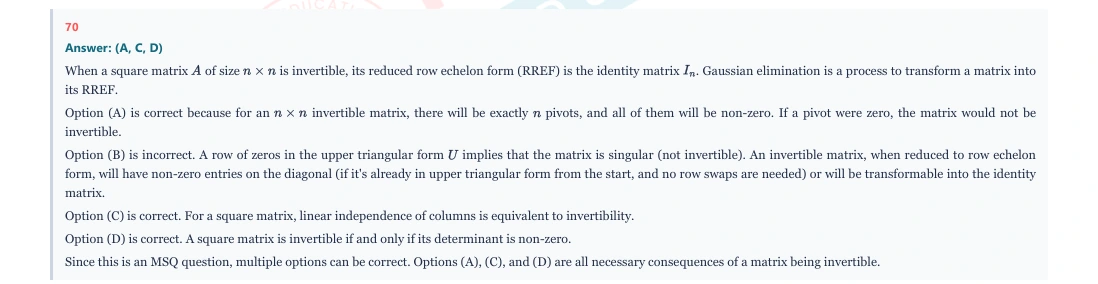 70
Answer: (A, C, D)
When a square matrix A of size n × n is invertible, its reduced row echelon form (RREF) is the identity matrix Iₙ. Gaussian elimination is a process to transform a matrix into
its RREF.
Option (A) is correct because for an n × n invertible matrix, there will be exactly n pivots, and all of them will be non-zero. If a pivot were zero, the matrix would not be
invertible.
Option (B) is incorrect. A row of zeros in the upper triangular form U implies that the matrix is singular (not invertible). An invertible matrix, when reduced to row echelon
form, will have non-zero entries on the diagonal (if it's already in upper triangular form from the start, and no row swaps are needed) or will be transformable into the identity
matrix.
Option (C) is correct. For a square matrix, linear independence of columns is equivalent to invertibility.
Option (D) is correct. A square matrix is invertible if and only if its determinant is non-zero.
Since this is an MSQ question, multiple options can be correct. Options (A), (C), and (D) are all necessary consequences of a matrix being invertible.